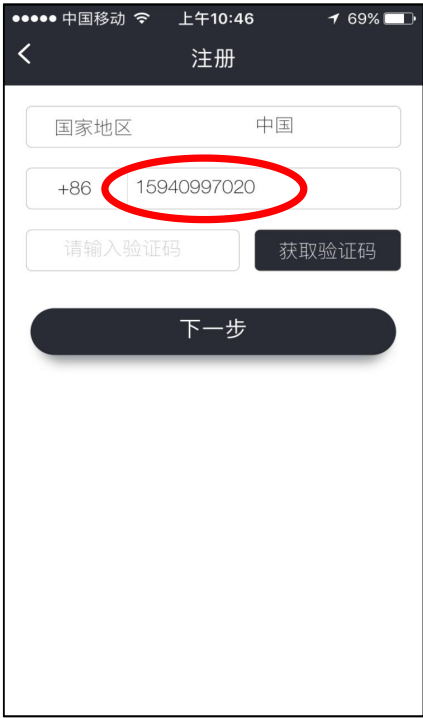 中国移动 上午10:46 69%
注册
国家地区 中国
+86 15940997020
请输入验证码 获取验证码
下一步